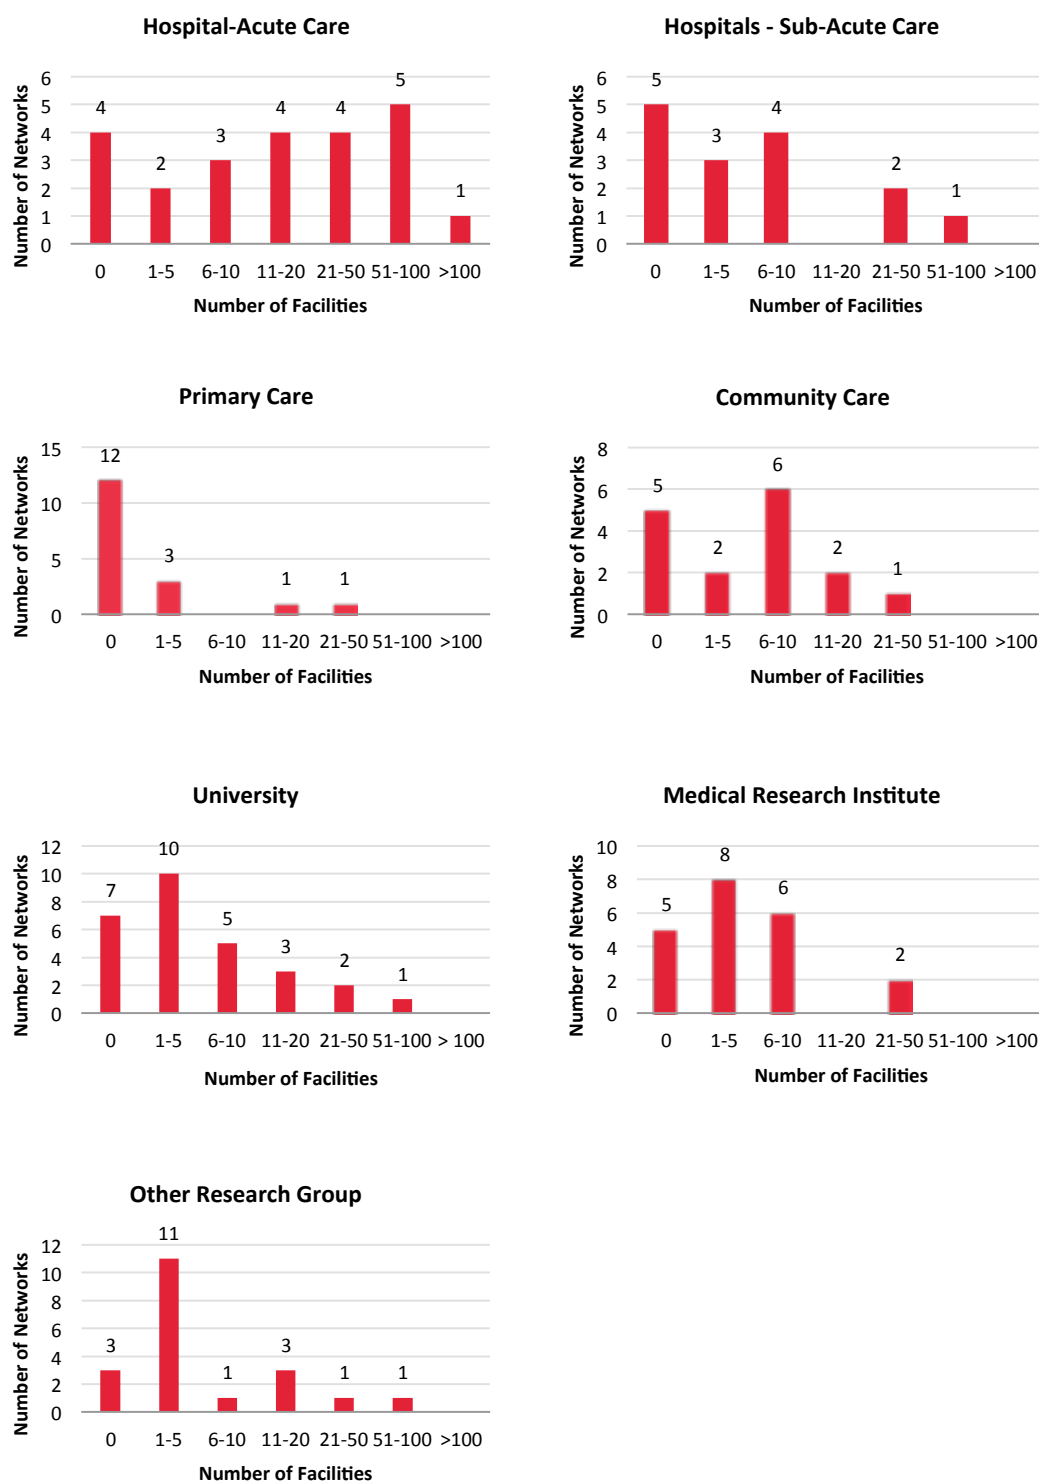 Hospital-Acute Care
Number of Networks
6
5
4
3
2
1
0
4
2
3
4
4
5
1
0 1-5 6-10 11-20 21-50 51-100 >100
Number of Facilities
Hospitals - Sub-Acute Care
Number of Networks
6
5
4
3
2
1
0
5
3
4
2
1
0 1-5 6-10 11-20 21-50 51-100 >100
Number of Facilities
Primary Care
Number of Networks
15
10
5
0
12
3
1
1
0 1-5 6-10 11-20 21-50 51-100 >100
Number of Facilities
Community Care
Number of Networks
8
6
4
2
0
5
2
6
2
1
0 1-5 6-10 11-20 21-50 51-100 >100
Number of Facilities
University
Number of Networks
12
10
8
6
4
2
0
7
10
5
3
2
1
0 1-5 6-10 11-20 21-50 51-100 > 100
Number of Facilities
Medical Research Institute
Number of Networks
10
8
6
4
2
0
5
8
6
2
0 1-5 6-10 11-20 21-50 51-100 >100
Number of Facilities
Other Research Group
Number of Networks
12
10
8
6
4
2
0
3
11
1
3
1
1
0 1-5 6-10 11-20 21-50 51-100 >100
Number of Facilities